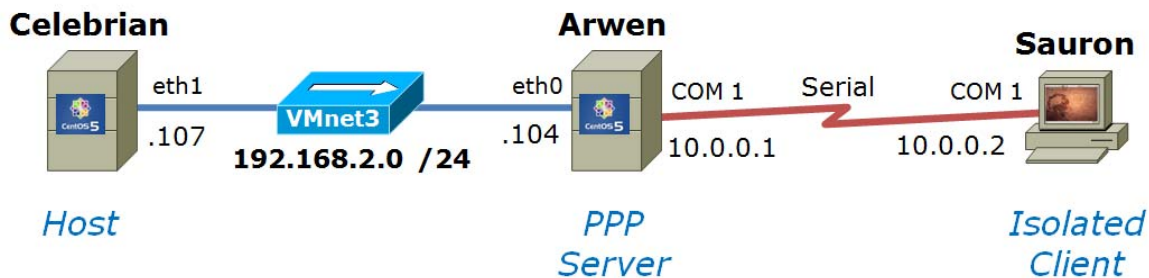 Celebrian
Arwen
Sauron
eth1
eth0
COM 1
Serial
COM 1
CentOS 5
VMnet3
CentOS 5
.107
192.168.2.0 /24
.104
10.0.0.1
10.0.0.2
Host
PPP
Server
Isolated
Client